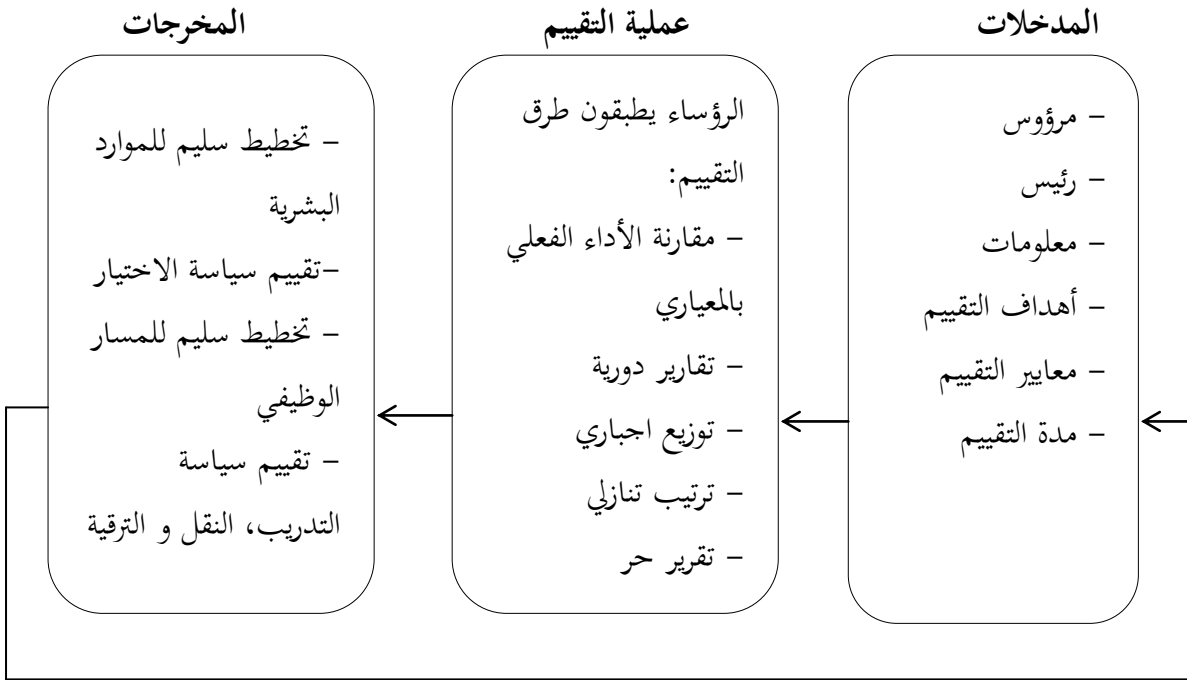 المدخلات
– مرؤوس
– رئيس
– معلومات
– أهداف التقييم
– معايير التقييم
– مدة التقييم
عملية التقييم
الرؤساء يطبقون طرق
التقييم:
– مقارنة الأداء الفعلي
بالمعياري
– تقارير دورية
– توزيع اجباري
– ترتيب تنازلي
– تقرير حر
المخرجات
– تخطيط سليم للموارد
البشرية
–تقييم سياسة الاختيار
– تخطيط سليم للمسار
الوظيفي
– تقييم سياسة
التدريب، النقل و الترقية